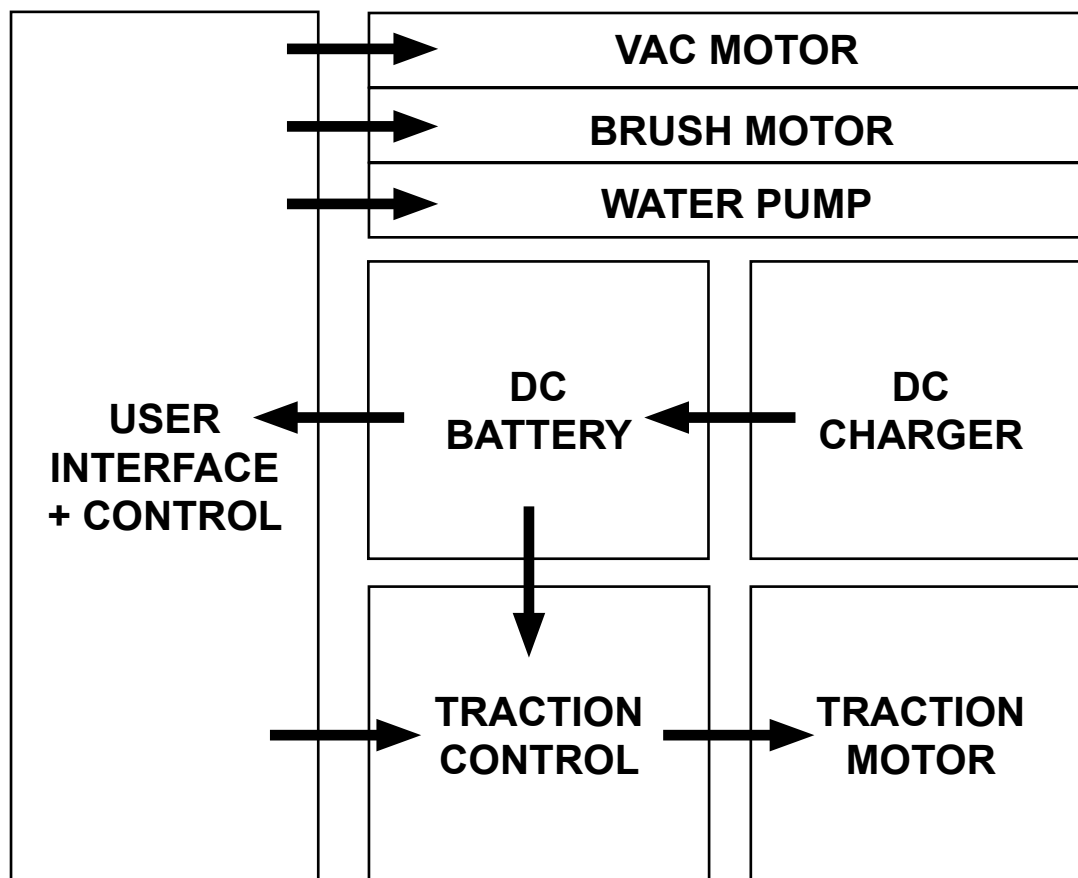 VAC MOTOR
BRUSH MOTOR
WATER PUMP
USER
INTERFACE
+ CONTROL
DC
BATTERY
DC
CHARGER
TRACTION
CONTROL
TRACTION
MOTOR